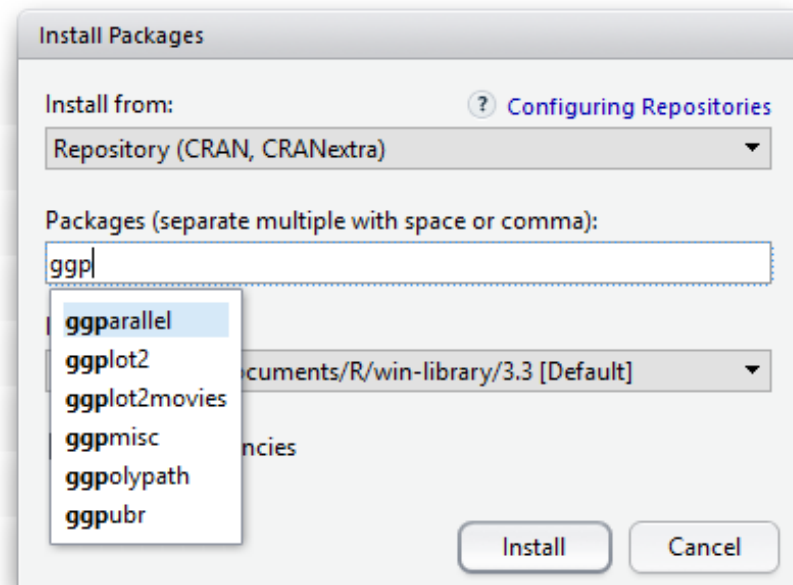 Install Packages
Install from:
? Configuring Repositories
Repository (CRAN, CRANextra)
Packages (separate multiple with space or comma):
ggp
ggparallel
ggplot2
ocuments/R/win-library/3.3 [Default]
ggplot2movies
ggpmisc
ncies
ggpolypath
ggpubr
Install
Cancel